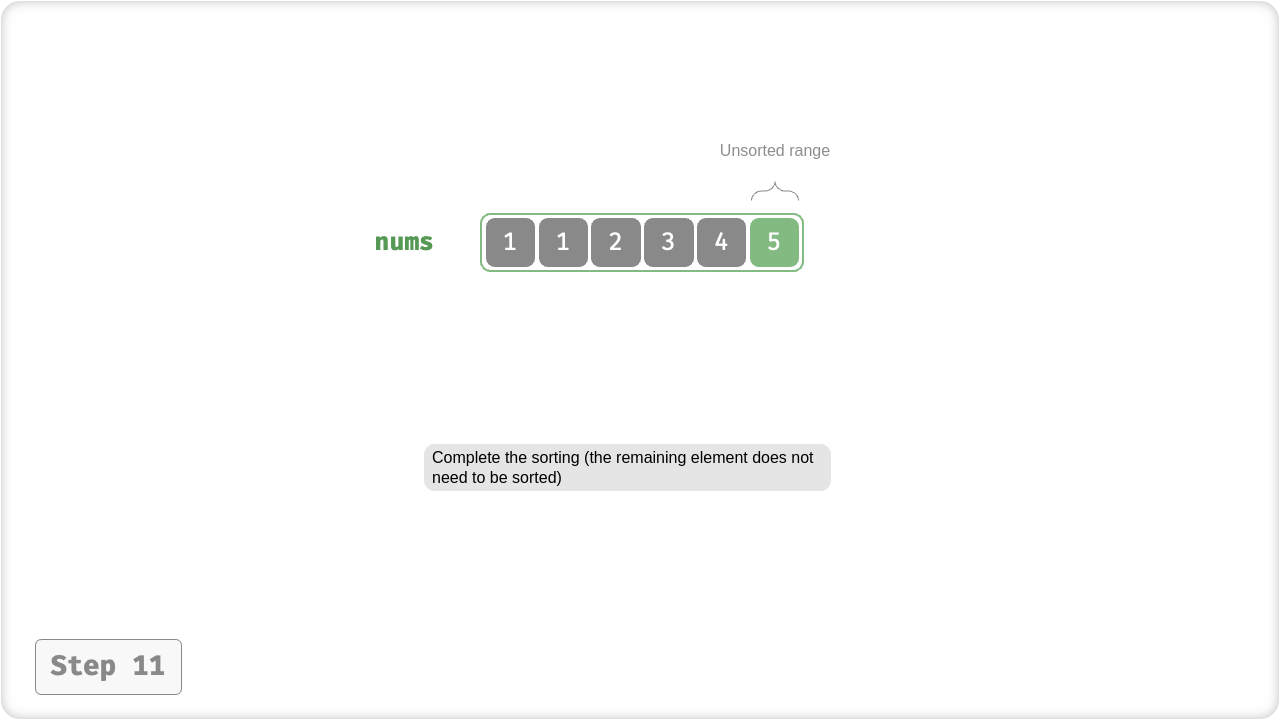 Unsorted range
nums 1 1 2 3 4 5
Complete the sorting (the remaining element does not
need to be sorted)
Step 11